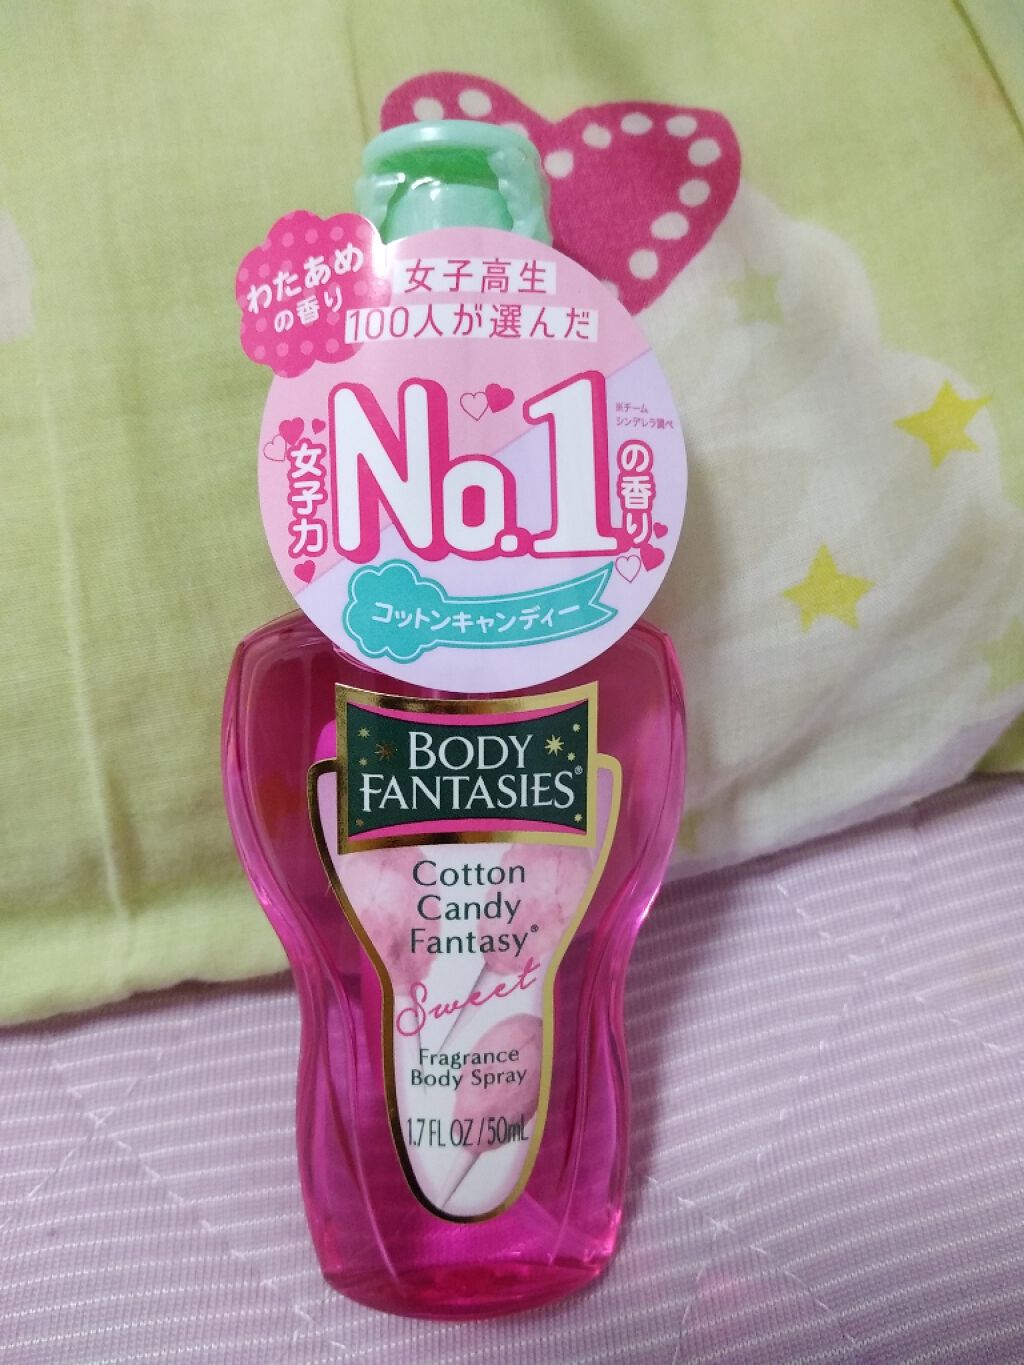 わたあめ
の香り
女子高生
100人が選んだ
女子力
No.1
の香り
※チーム
シンデレラ調べ
コットンキャンディー
BODY
FANTASIES®
Cotton
Candy
Fantasy®
Sweet
Fragrance
Body Spray
1.7 FL OZ / 50mL